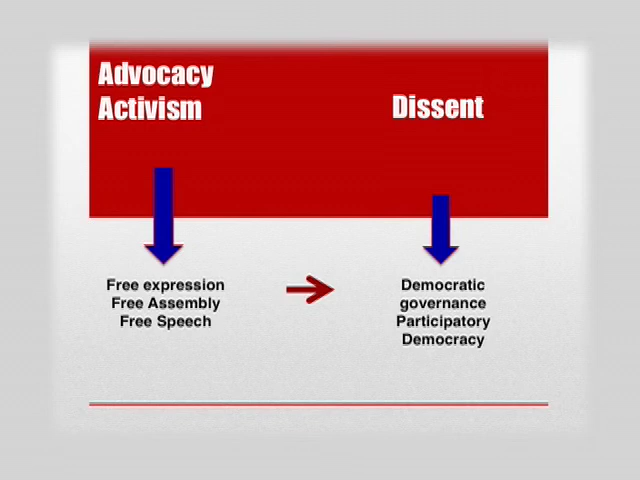 Advocacy
Activism
Dissent
Free expression
Free Assembly
Free Speech
Democratic
governance
Participatory
Democracy